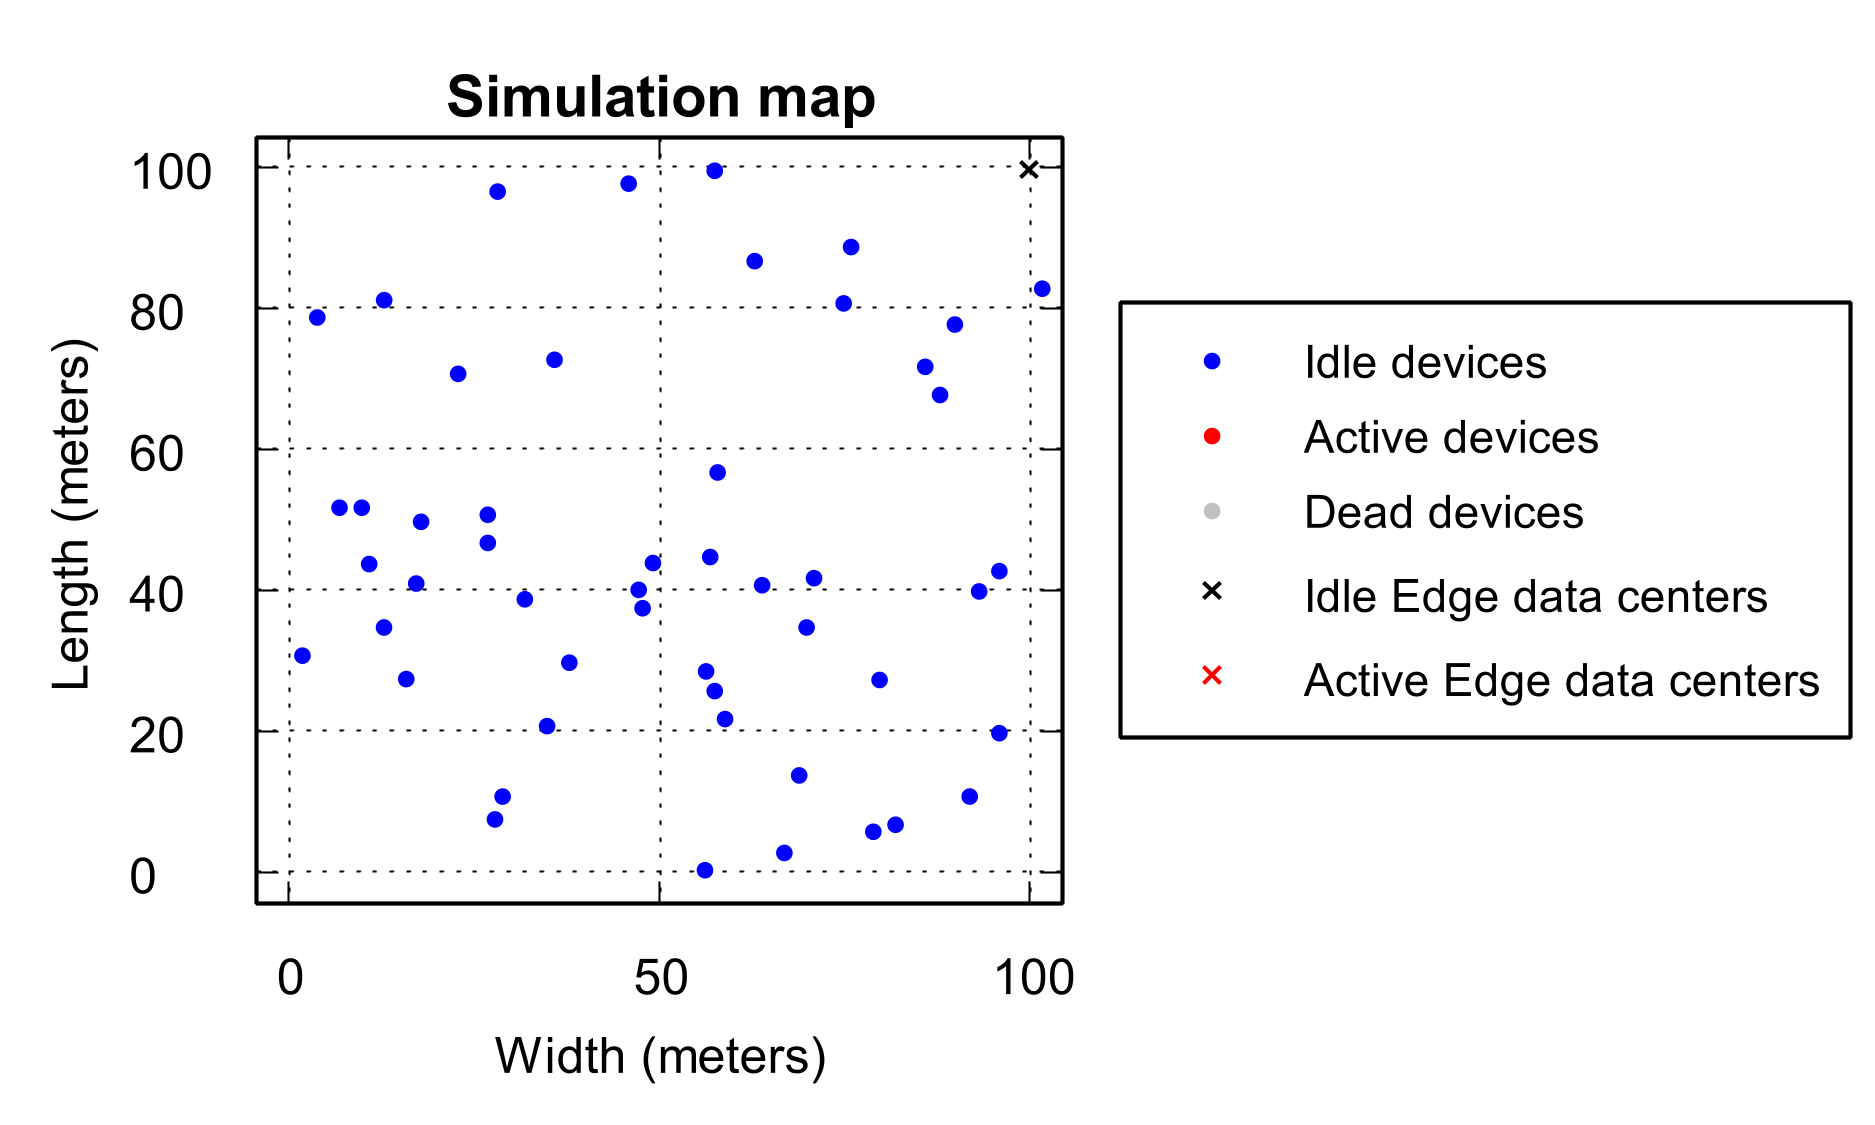 Simulation map
100
80
60
40
20
0
Length (meters)
0 50 100
Width (meters)
Idle devices
Active devices
Dead devices
Idle Edge data centers
Active Edge data centers